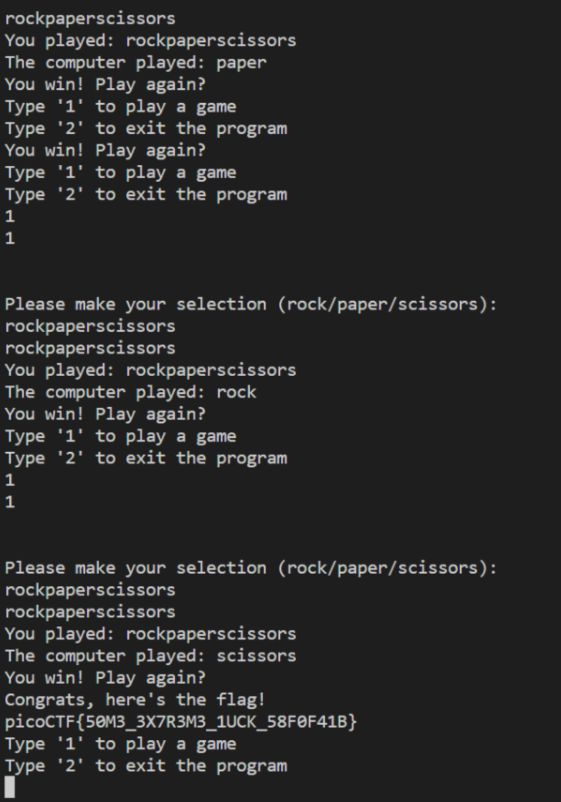 rockpaperscissors
You played: rockpaperscissors
The computer played: paper
You win! Play again?
Type '1' to play a game
Type '2' to exit the program
You win! Play again?
Type '1' to play a game
Type '2' to exit the program
1
1
Please make your selection (rock/paper/scissors):
rockpaperscissors
rockpaperscissors
You played: rockpaperscissors
The computer played: rock
You win! Play again?
Type '1' to play a game
Type '2' to exit the program
1
1
Please make your selection (rock/paper/scissors):
rockpaperscissors
rockpaperscissors
You played: rockpaperscissors
The computer played: scissors
You win! Play again?
Congrats, here's the flag!
picoCTF{50M3_3X7R3M3_1UCK_58F0F41B}
Type '1' to play a game
Type '2' to exit the program